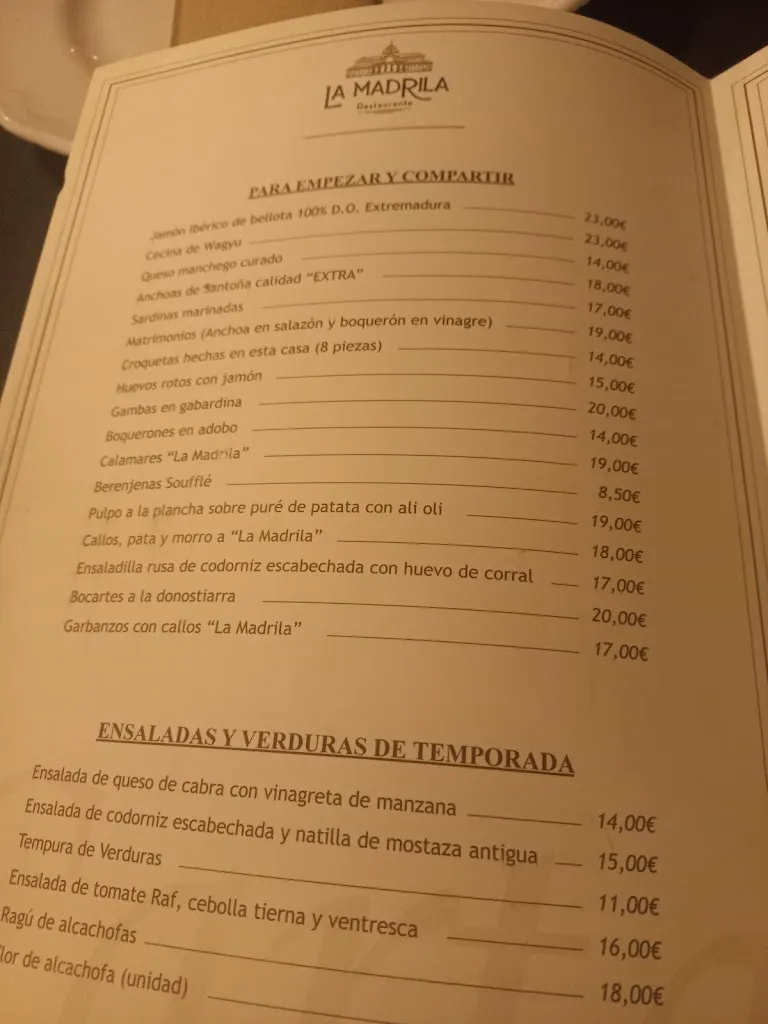 LA MADRILA
Restaurante
PARA EMPEZAR Y COMPARTIR
Jamón Ibérico de bellota 100% D.O. Extremadura 23,00€
Cecina de Wagyu 23,00€
Queso manchego curado 14,00€
Anchoas de Santoña calidad "EXTRA" 18,00€
Sardinas marinadas 17,00€
Matrimonios (Anchoa en salazón y boquerón en vinagre) 19,00€
Croquetas hechas en esta casa (8 piezas) 14,00€
Huevos rotos con jamón 15,00€
Gambas en gabardina 20,00€
Boquerones en adobo 14,00€
Calamares "La Madrila" 19,00€
Berenjenas Soufflé 8,50€
Pulpo a la plancha sobre puré de patata con ali oli 19,00€
Callos, pata y morro a "La Madrila" 18,00€
Ensaladilla rusa de codorniz escabechada con huevo de corral 17,00€
Bocartes a la donostiarra 20,00€
Garbanzos con callos "La Madrila" 17,00€
ENSALADAS Y VERDURAS DE TEMPORADA
Ensalada de queso de cabra con vinagreta de manzana 14,00€
Ensalada de codorniz escabechada y natilla de mostaza antigua 15,00€
Tempura de Verduras 11,00€
Ensalada de tomate Raf, cebolla tierna y ventresca 16,00€
Ragú de alcachofas 18,00€
lor de alcachofa (unidad)